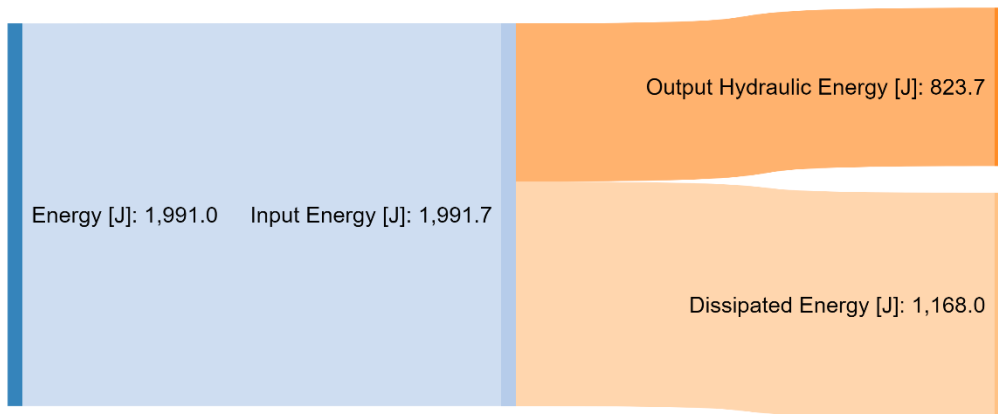 Output Hydraulic Energy [J]: 823.7
Energy [J]: 1,991.0
Input Energy [J]: 1,991.7
Dissipated Energy [J]: 1,168.0